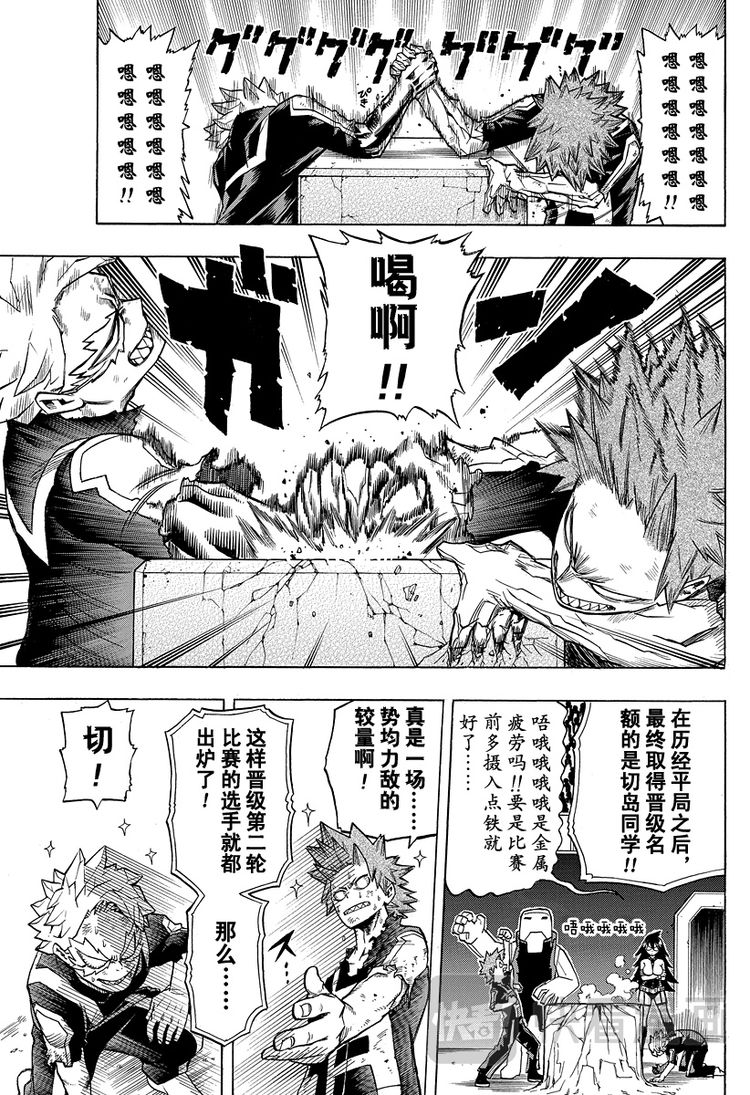 グググググググ
嗯嗯嗯嗯嗯嗯
嗯嗯嗯嗯嗯嗯!!
嗯嗯嗯嗯嗯嗯
嗯嗯嗯嗯嗯嗯!!
喝
啊
!!
ガ
在历经平局之后,
最终取得晋级名
额的是切岛同学!!
唔哦哦哦是金属
疲劳吗!!要是比赛
前多摄入点铁就
好了……
唔哦哦哦哦
真是一场……
势均力敌的
较量啊!
这样晋级第二轮
比赛的选手就都
出炉了!
那么……
切!